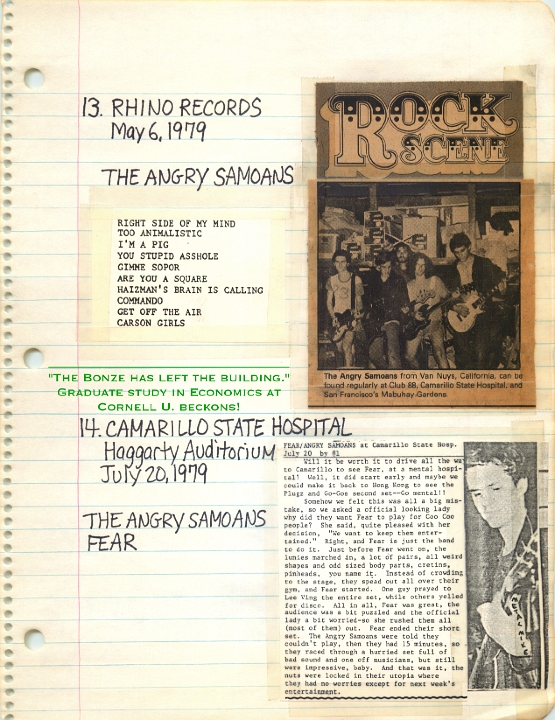 13. RHINO RECORDS
May 6, 1979
THE ANGRY SAMOANS
RIGHT SIDE OF MY MIND
TOO ANIMALISTIC
I'M A PIG
YOU STUPID ASSHOLE
GIMME SOPOR
ARE YOU A SQUARE
HAIZMAN'S BRAIN IS CALLING
COMMANDO
GET OFF THE AIR
CARSON GIRLS
ROCK
SCENE
The Angry Samoans from Van Nuys, California, can be
found regularly at Club 88, Camarillo State Hospital, and
San Francisco's Mabuhay Gardens.
"THE BONZE HAS LEFT THE BUILDING."
GRADUATE STUDY IN ECONOMICS AT
CORNELL U. BECKONS!
14. CAMARILLO STATE HOSPITAL
Haggarty Auditorium
July 20, 1979
THE ANGRY SAMOANS
FEAR
FEAR/ANGRY SAMOANS at Camarillo State Hosp.
July 20 by #1
Will it be worth it to drive all the way
to Camarillo to see Fear, at a mental hospi-
tal? Well, it did start early and maybe we
could make it back to Hong Kong to see the
Plugz and Go-Gos second set--Go mental!!
Somehow we felt this was all a big mis-
take, so we asked a official looking lady
why did they want Fear to play for Coo Coo
people? She said, quite pleased with her
decision, "We want to keep them enter-
tained." Right, and Fear is just the band
to do it. Just before Fear went on, the
lunies marched in, a lot of pairs, all weird
shapes and odd sized body parts, cretins,
pinheads, you name it. Instead of crowding
to the stage, they spead out all over their
gym, and Fear started. One guy prayed to
Lee Ving the entire set, while others yelled
for disco. All in all, Fear was great, the
audience was a bit puzzled and the official
lady a bit worried-so she rushed them all
(most of them) out. Fear ended their short
set. The Angry Samoans were told they
couldn't play, then they had 15 minutes, so
they raced through a hurried set full of
bad sound and one off musicians, but still
were impressive, baby. And that was it, the
nuts were locked in their utopia where
they had no worries except for next week's
entertainment.
METAL MIKE